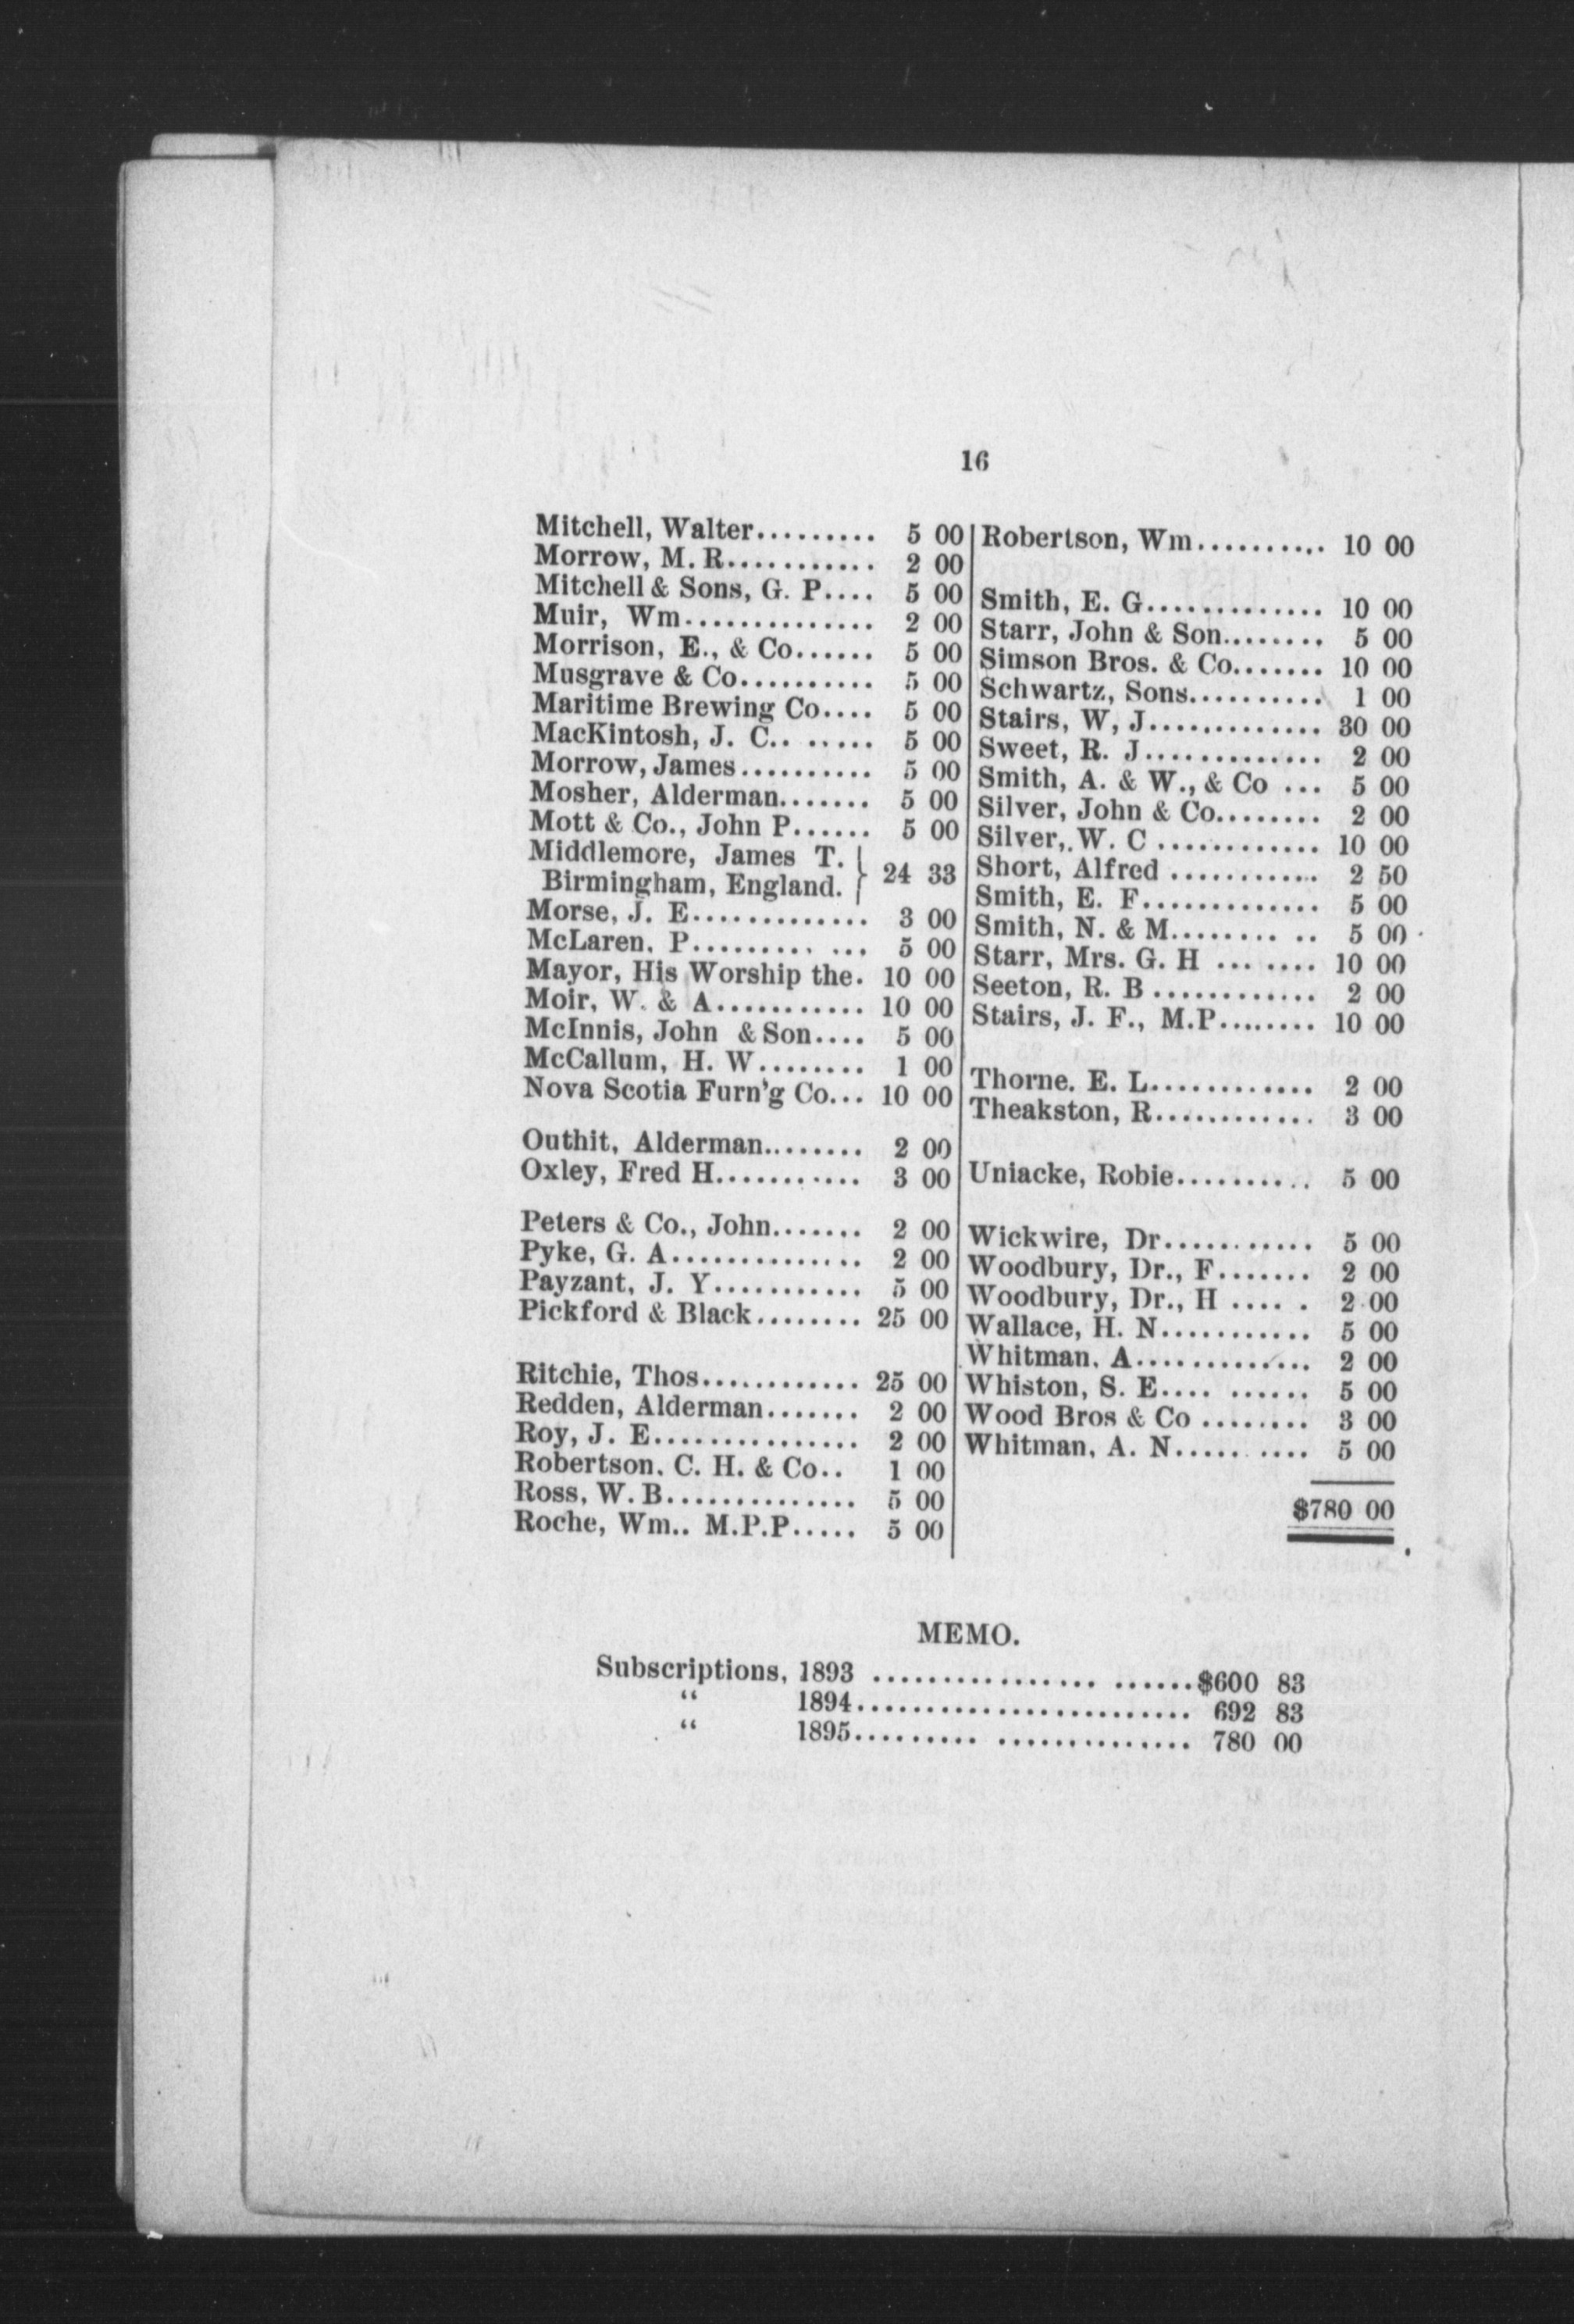 16
Mitchell, Walter.......... 5 00
Morrow, M. R........... 2 00
Mitchell & Sons, G. P.... 5 00
Muir, Wm.............. 2 00
Morrison, E., & Co...... 5 00
Musgrave & Co.......... 5 00
Maritime Brewing Co.... 5 00
MacKintosh, J. C.. ..... 5 00
Morrow, James.......... 5 00
Mosher, Alderman....... 5 00
Mott & Co., John P...... 5 00
Middlemore, James T.
Birmingham, England. } 24 33
Morse, J. E............. 3 00
McLaren. P......... ... 5 00
Mayor, His Worship the. 10 00
Moir, W. & A........... 10 00
McInnis, John & Son.... 5 00
McCallum, H. W........ 1 00
Nova Scotia Furn'g Co... 10 00
Outhit, Alderman........ 2 00
Oxley, Fred H........... 3 00
Peters & Co., John....... 2 00
Pyke, G. A.............. 2 00
Payzant, J. Y........... 5 00
Pickford & Black........ 25 00
Ritchie, Thos............ 25 00
Redden, Alderman....... 2 00
Roy, J. E............... 2 00
Robertson. C. H. & Co.. 1 00
Ross, W. B.............. 5 00
Roche, Wm.. M.P.P..... 5 00
Robertson, Wm.......... 10 00
Smith, E. G............. 10 00
Starr, John & Son........ 5 00
Simson Bros. & Co....... 10 00
Schwartz, Sons.......... 1 00
Stairs, W, J.............. 30 00
Sweet, R. J............. 2 00
Smith, A. & W., & Co ... 5 00
Silver, John & Co........ 2 00
Silver,.W. C ............ 10 00
Short, Alfred ........... 2 50
Smith, E. F............. 5 00
Smith, N. & M........ .. 5 00
Starr, Mrs. G. H ... .... 10 00
Seeton, R. B ............ 2 00
Stairs, J. F., M.P........ 10 00
Thorne. E. L............ 2 00
Theakston, R............ 3 00
Uniacke, Robie.......... 5 00
Wickwire, Dr........... 5 00
Woodbury, Dr., F....... 2 00
Woodbury, Dr., H .... . 2 00
Wallace, H. N........... 5 00
Whitman. A............. 2 00
Whiston, S. E.... ...... 5 00
Wood Bros & Co ........ 3 00
Whitman, A. N..... .... 5 00
$780 00
MEMO.
Subscriptions, 1893 ................ ......$600 83
“ 1894........................ 692 83
“ 1895......... .............. 780 00